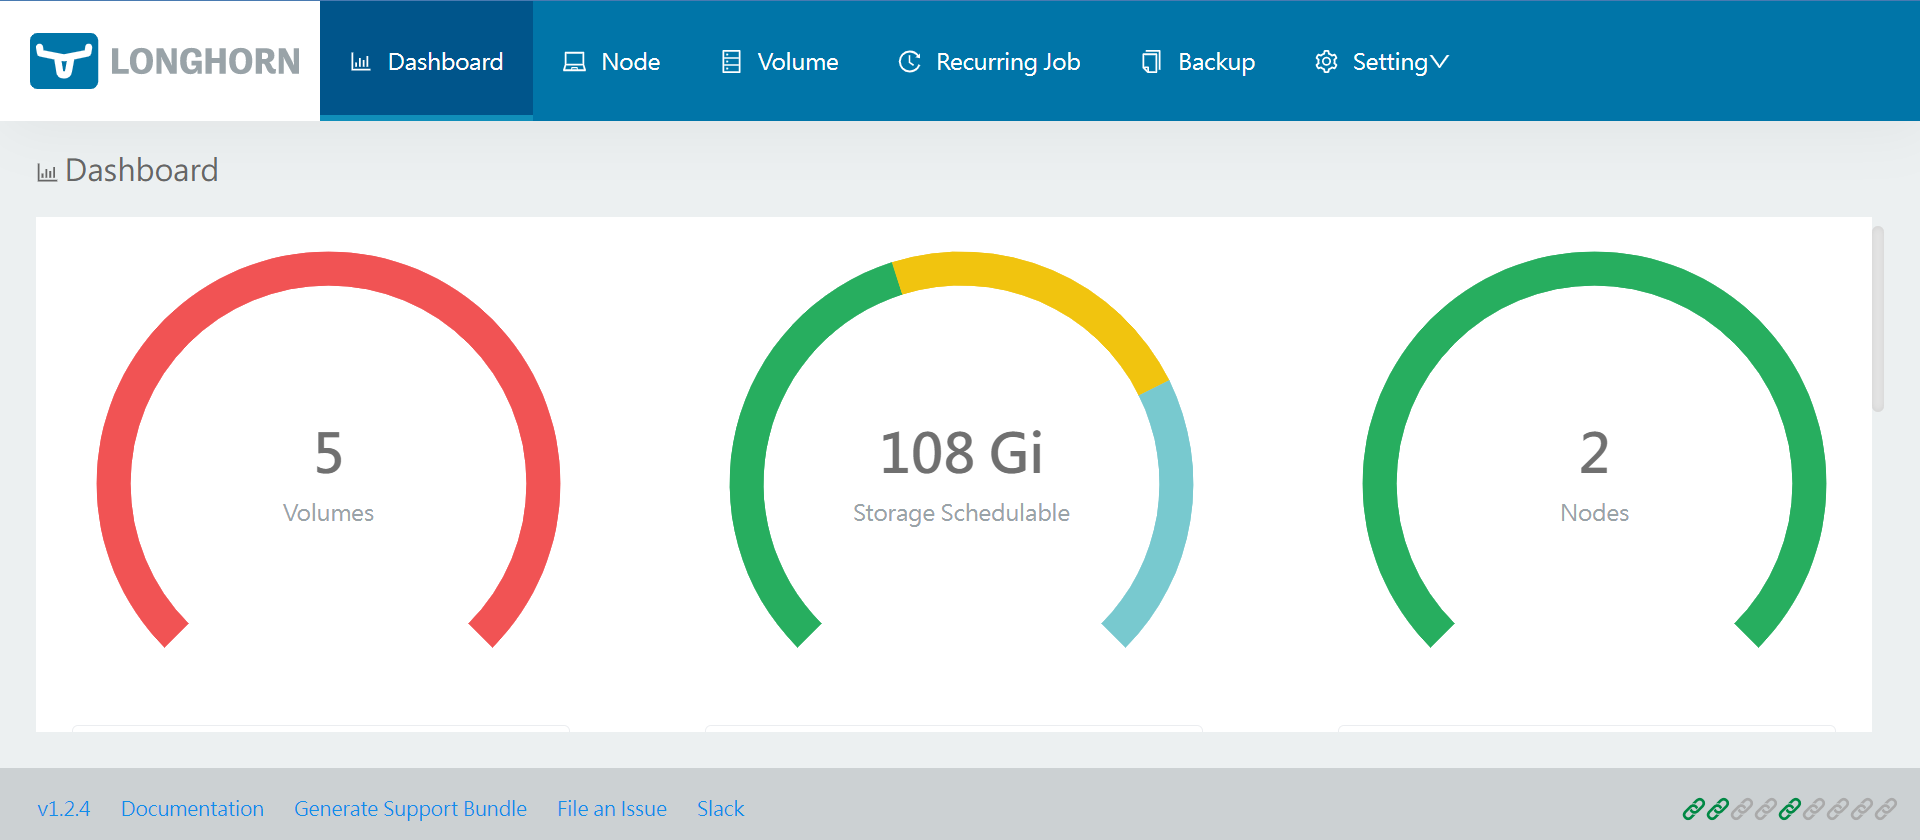 LONGHORN
Dashboard
Node
Volume
Recurring Job
Backup
Setting
Dashboard
5
Volumes
108 Gi
Storage Schedulable
2
Nodes
v1.2.4
Documentation
Generate Support Bundle
File an Issue
Slack